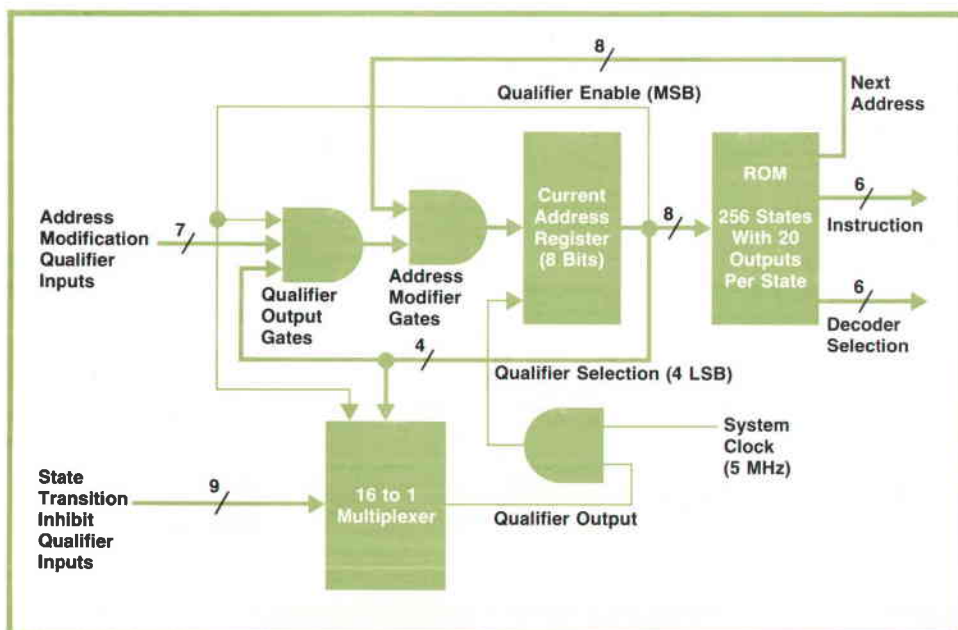 8
Qualifier Enable (MSB)
Next
Address
Address
Modification
Qualifier
Inputs
7
Qualifier
Output
Gates
Address
Modifier
Gates
Current
Address
Register
(8 Bits)
8
ROM
256 States
With 20
Outputs
Per State
6
Instruction
6
Decoder
Selection
4
Qualifier Selection (4 LSB)
System
Clock
(5 MHz)
State
Transition
Inhibit
Qualifier
Inputs
9
16 to 1
Multiplexer
Qualifier Output